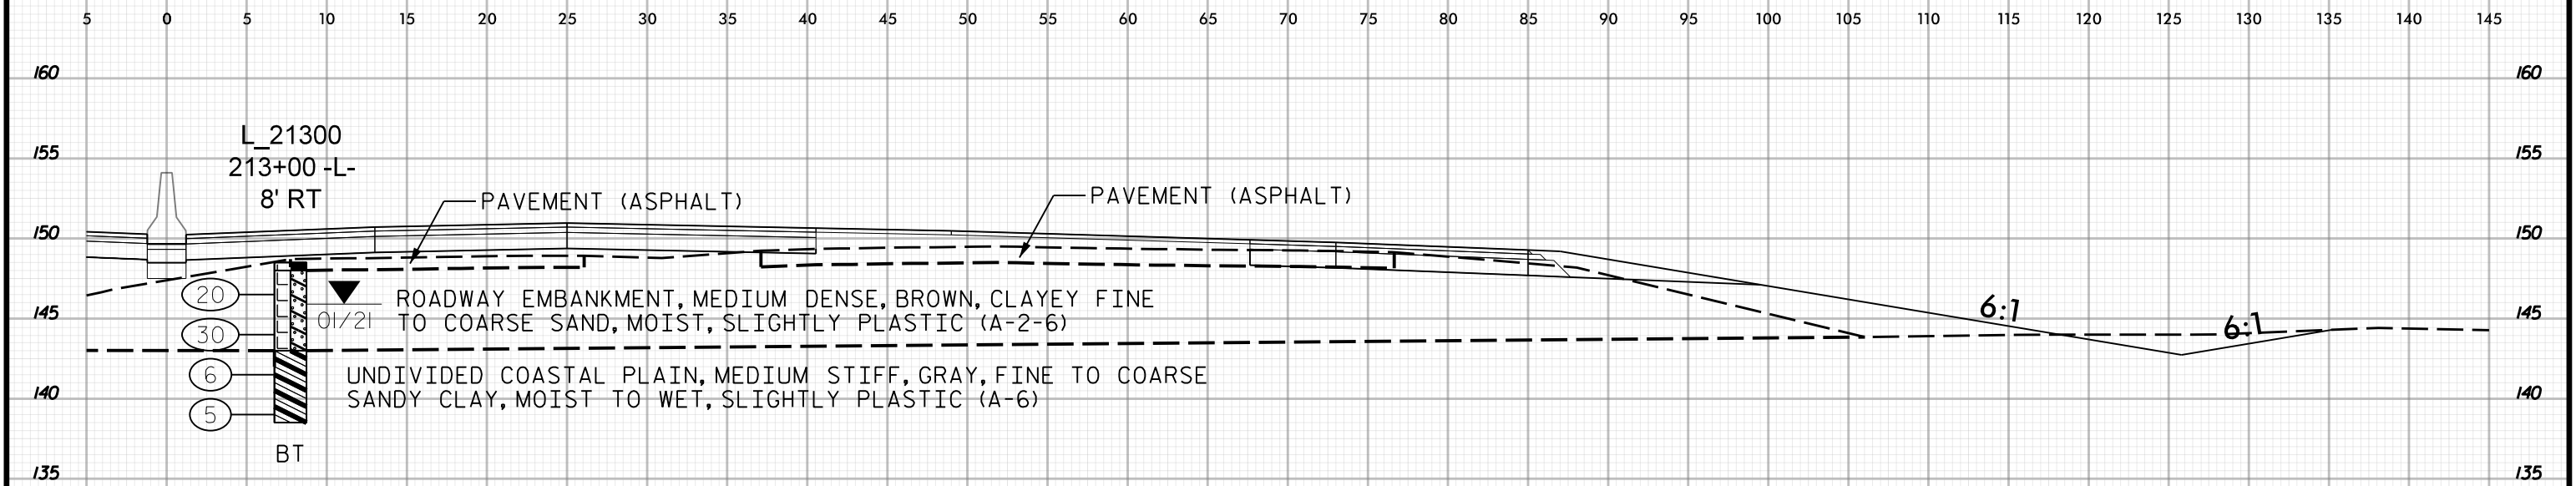 5 0 5 10 15 20 25 30 35 40 45 50 55 60 65 70 75 80 85 90 95 100 105 110 115 120 125 130 135 140 145
160 160
L_21300
155 155
213+00 -L-
8' RT
PAVEMENT (ASPHALT) PAVEMENT (ASPHALT)
150 150
20 ROADWAY EMBANKMENT, MEDIUM DENSE, BROWN, CLAYEY FINE 6:1
145 01/21 TO COARSE SAND, MOIST, SLIGHTLY PLASTIC (A-2-6) 6:1 145
30
6 UNDIVIDED COASTAL PLAIN, MEDIUM STIFF, GRAY, FINE TO COARSE
140 SANDY CLAY, MOIST TO WET, SLIGHTLY PLASTIC (A-6) 140
5
BT
135 135